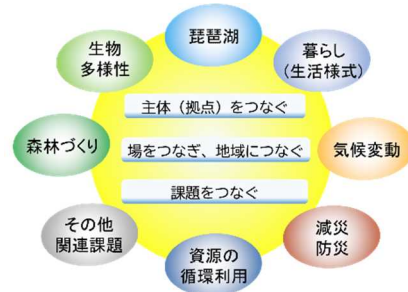 琵琶湖
生物
多様性
暮らし
(生活様式)
主体（拠点）をつなぐ
森林づくり
場をつなぎ、地域につなぐ
気候変動
課題をつなぐ
その他
関連課題
減災
防災
資源の
循環利用